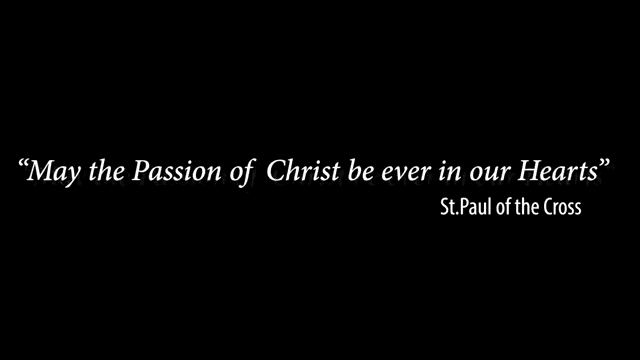 “May the Passion of Christ be ever in our Hearts”
St.Paul of the Cross